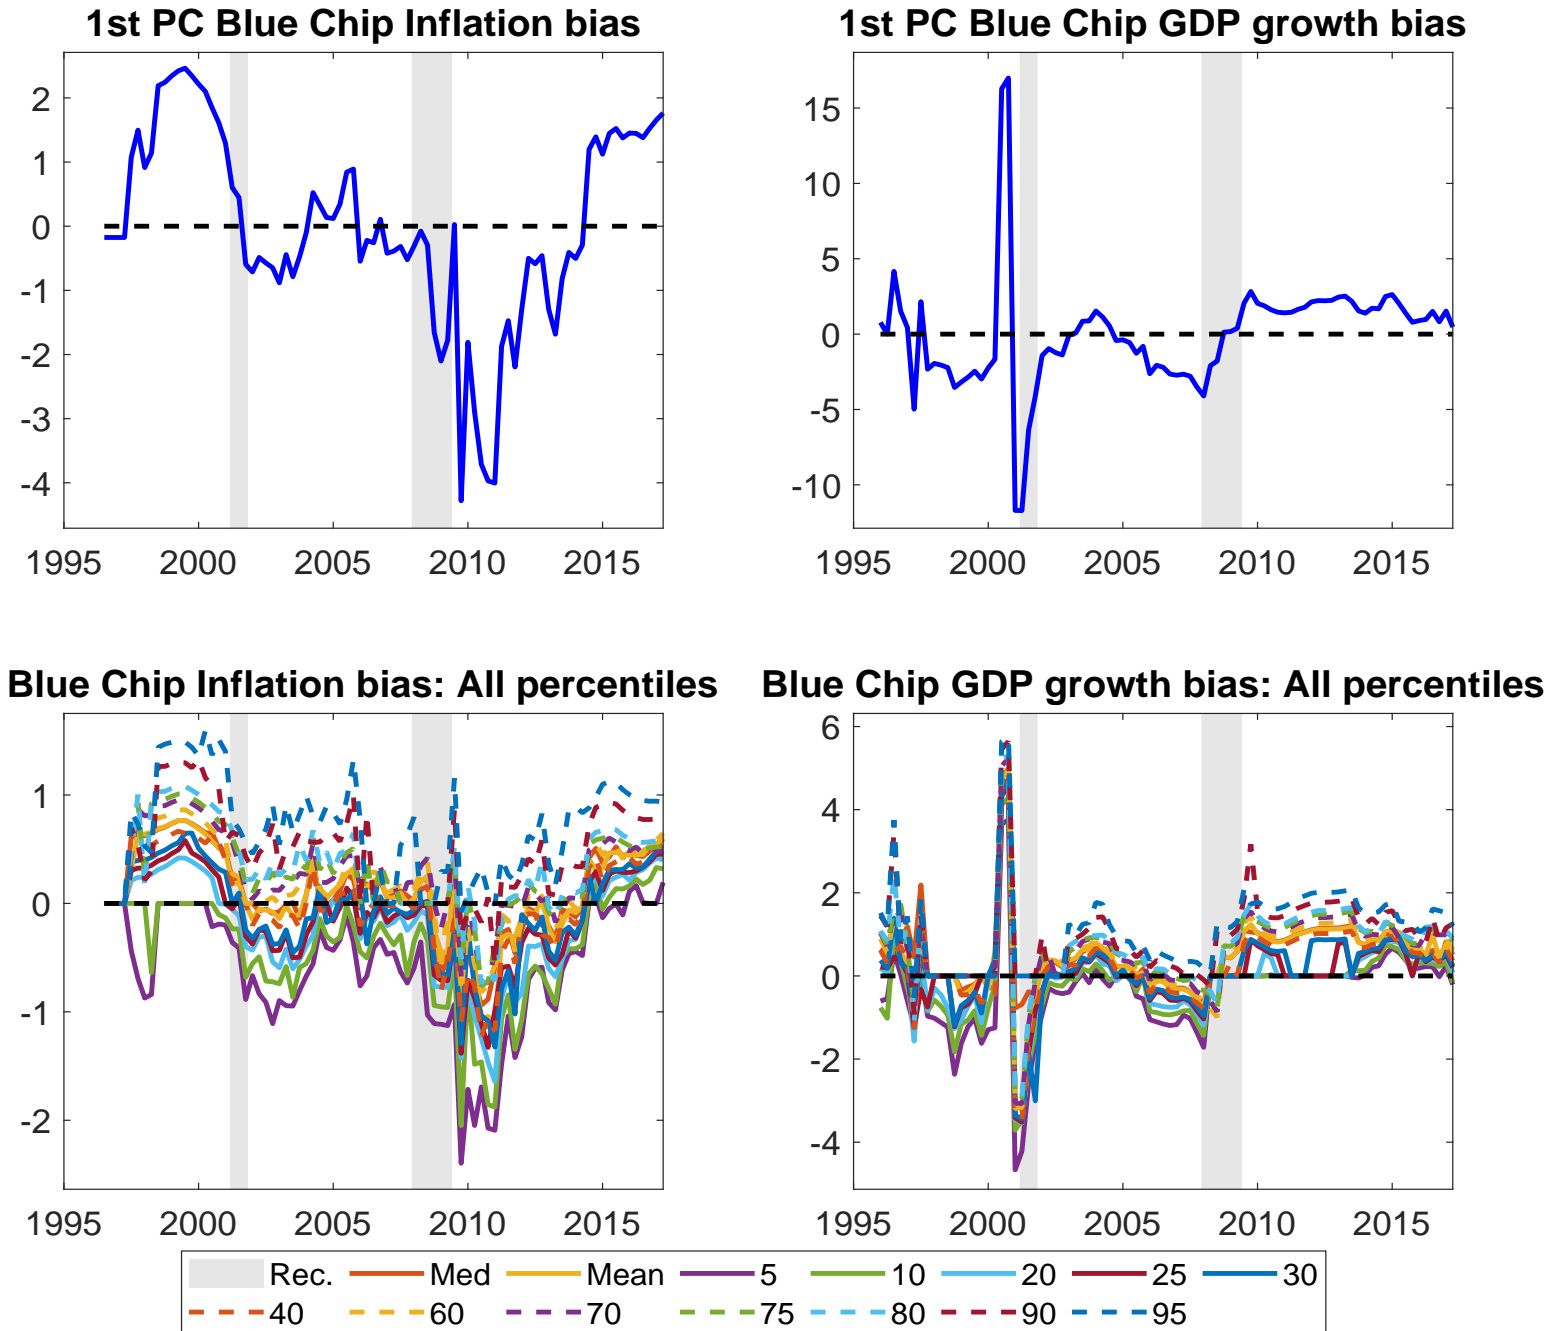 1st PC Blue Chip Inflation bias
2
1
0
-1
-2
-3
-4
1995 2000 2005 2010 2015
1st PC Blue Chip GDP growth bias
15
10
5
0
-5
-10
1995 2000 2005 2010 2015
Blue Chip Inflation bias: All percentiles
1
0
-1
-2
1995 2000 2005 2010 2015
Blue Chip GDP growth bias: All percentiles
6
4
2
0
-2
-4
1995 2000 2005 2010 2015
Rec. Med Mean 5 10 20 25 30
40 60 70 75 80 90 95